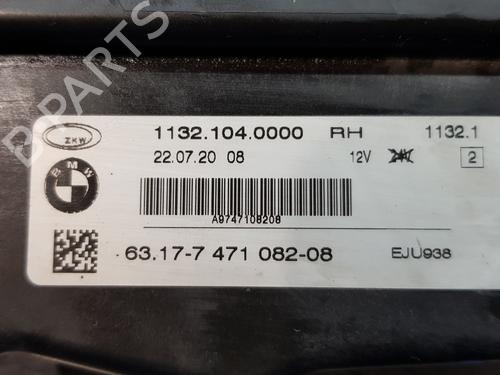 B-PARTS
ZKW
1132.104.0000 RH 1132.1
22.07.20 08 12V 24V 2
BMW
A9747108208
63.17-7 471 082-08 EJU938